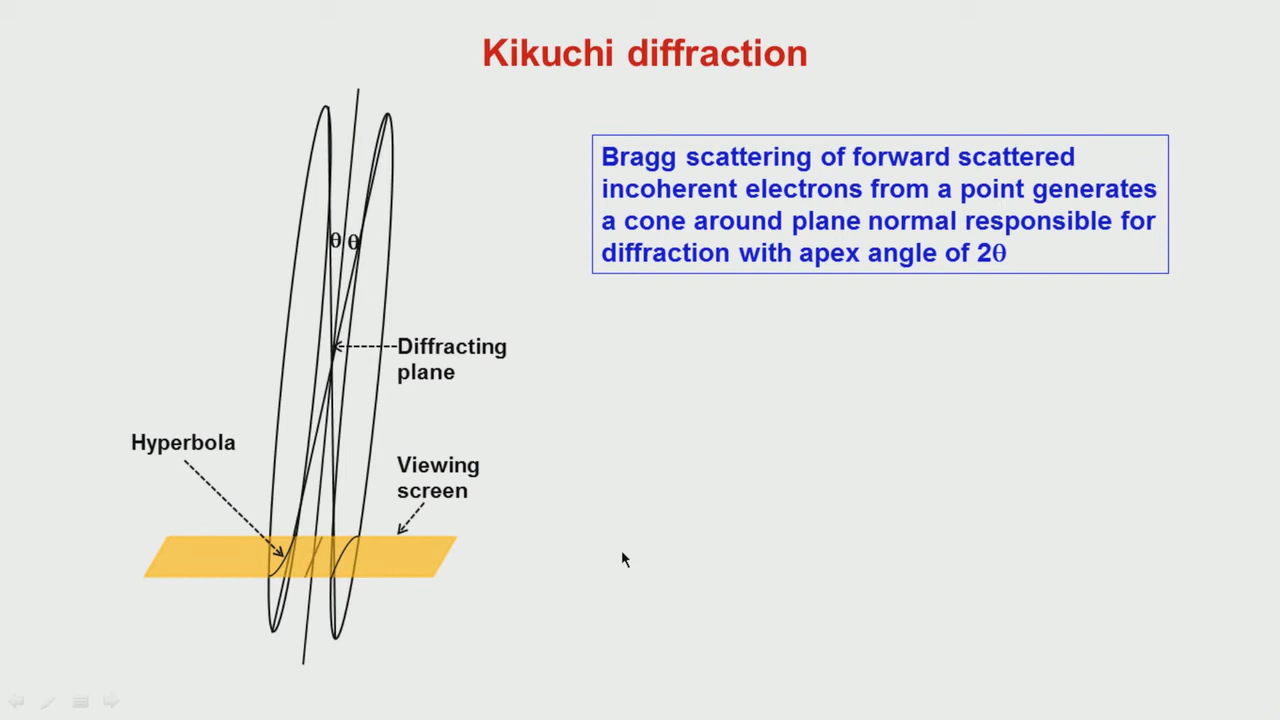 Kikuchi diffraction
Bragg scattering of forward scattered
incoherent electrons from a point generates
a cone around plane normal responsible for
diffraction with apex angle of 2θ
θ θ
Diffracting
plane
Hyperbola
Viewing
screen